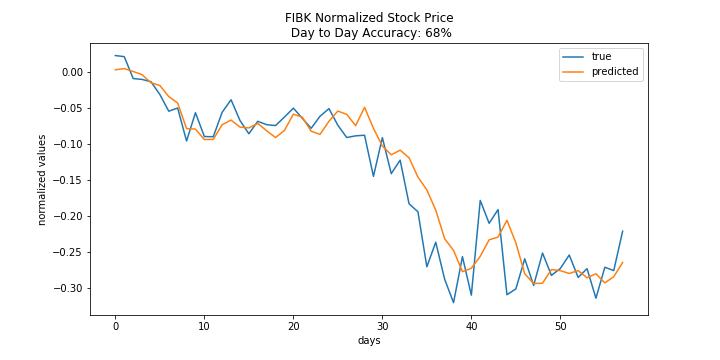 FIBK Normalized Stock Price
Day to Day Accuracy: 68%
true
predicted
normalized values
0.00
−0.05
−0.10
−0.15
−0.20
−0.25
−0.30
0 10 20 30 40 50
days